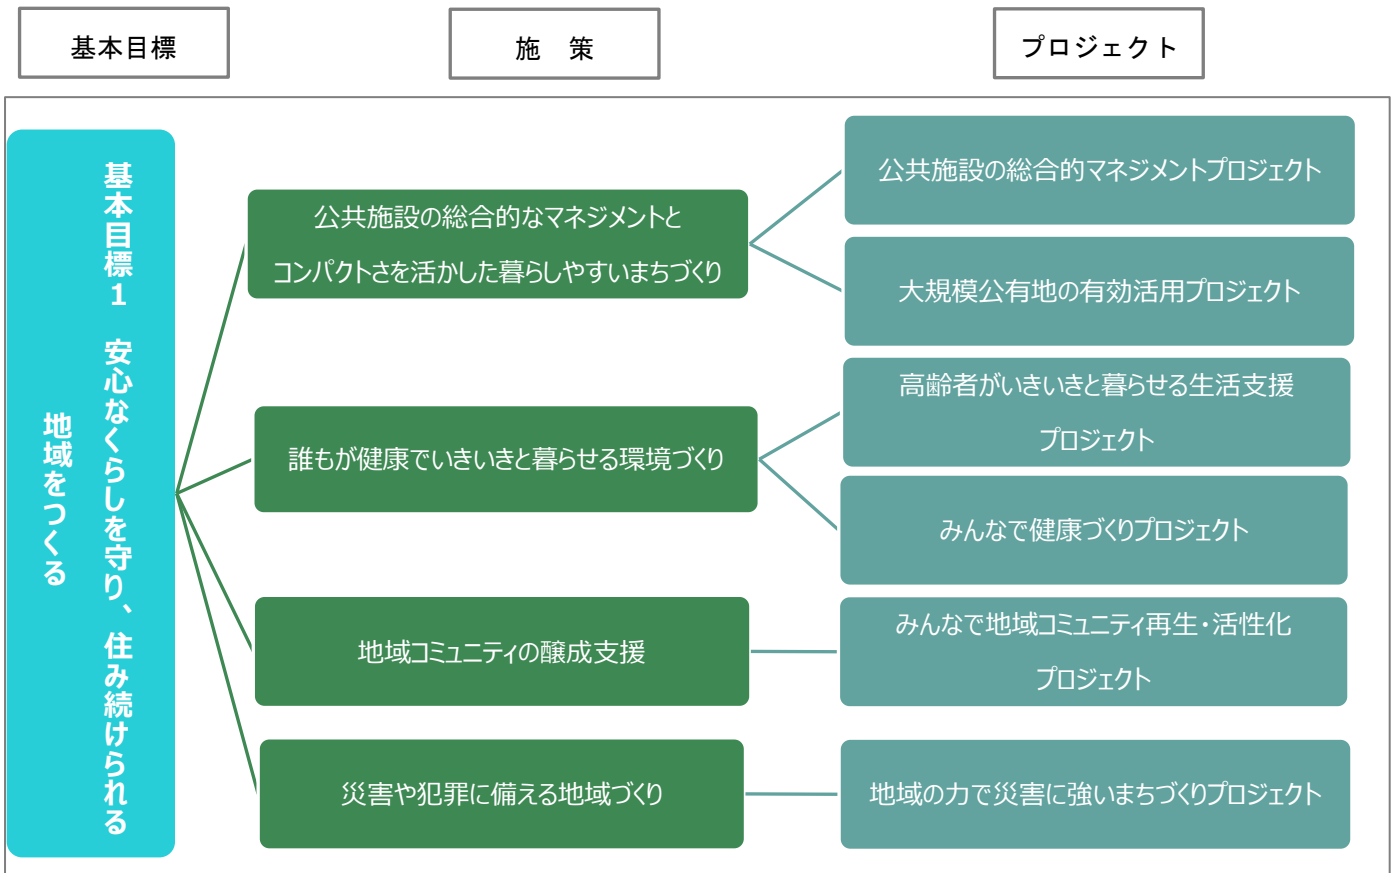 基本目標
施　策
プロジェクト
基本目標１　安心なくらしを守り、住み続けられる
地域をつくる
公共施設の総合的なマネジメントと
コンパクトさを活かした暮らしやすいまちづくり
公共施設の総合的マネジメントプロジェクト
大規模公有地の有効活用プロジェクト
誰もが健康でいきいきと暮らせる環境づくり
高齢者がいきいきと暮らせる生活支援
プロジェクト
みんなで健康づくりプロジェクト
地域コミュニティの醸成支援
みんなで地域コミュニティ再生・活性化
プロジェクト
災害や犯罪に備える地域づくり
地域の力で災害に強いまちづくりプロジェクト